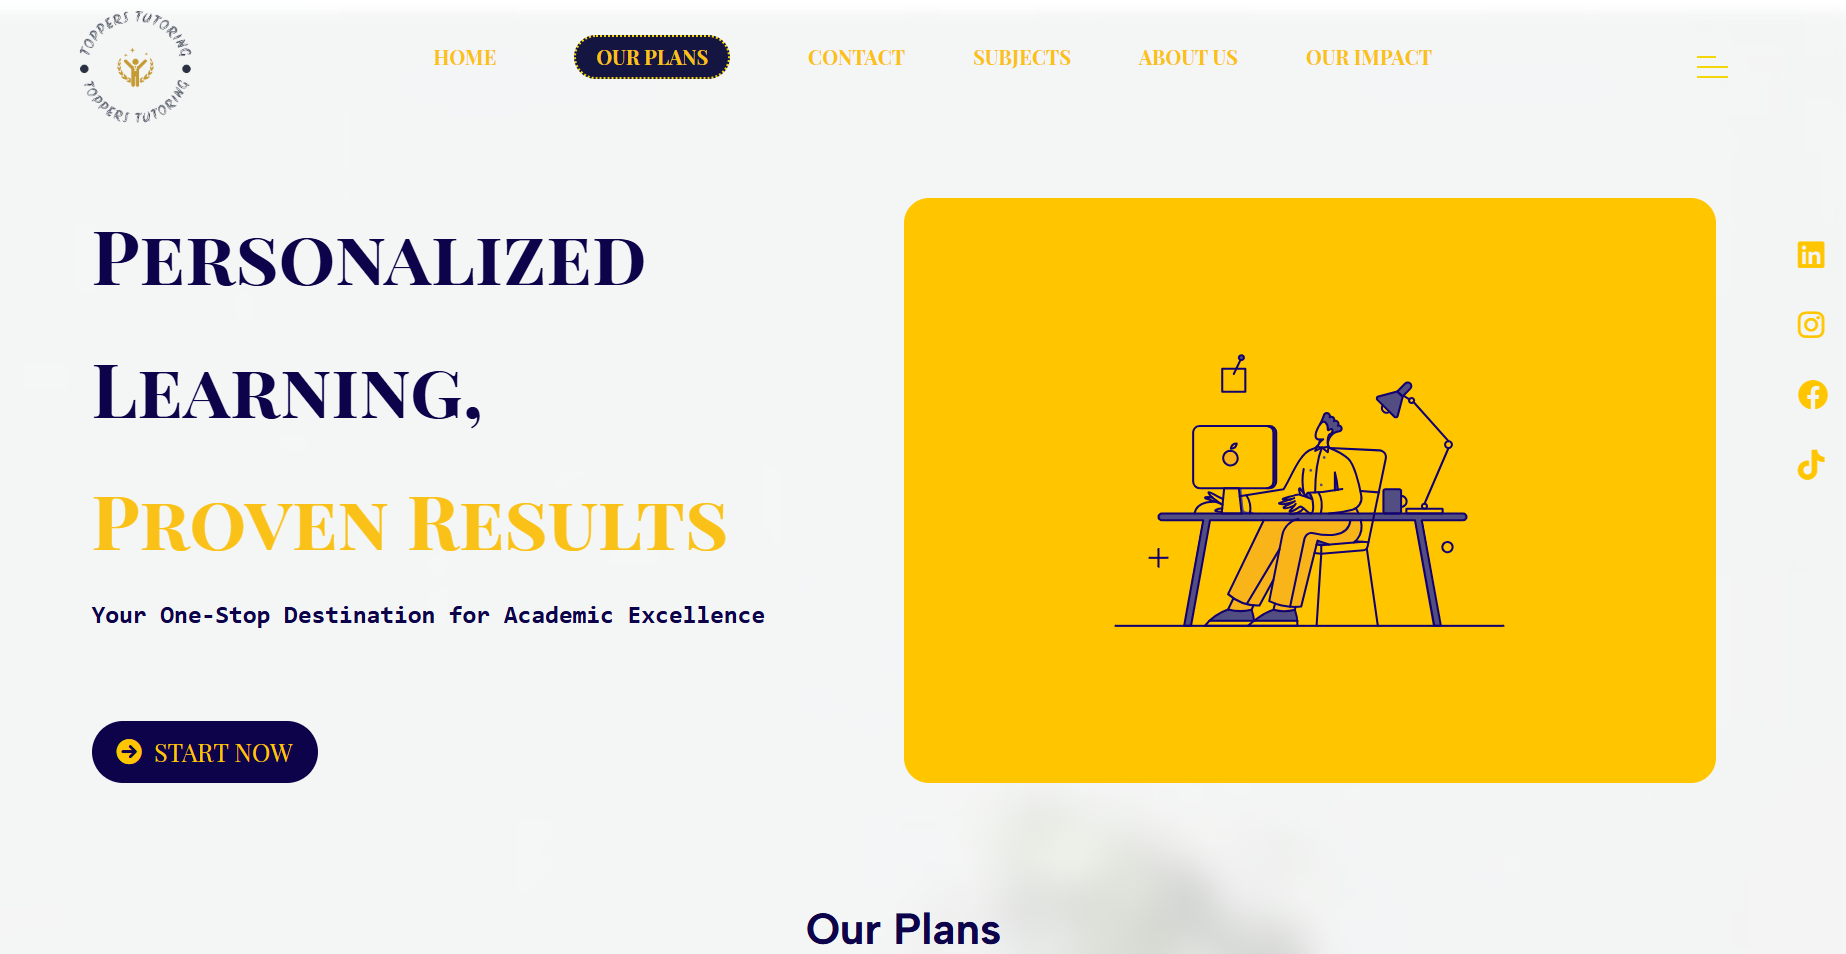 TOPPERS TUTORING
TOPPERS TUTORING
HOME
OUR PLANS
CONTACT
SUBJECTS
ABOUT US
OUR IMPACT
Personalized
Learning,
Proven Results
Your One-Stop Destination for Academic Excellence
START NOW
Our Plans